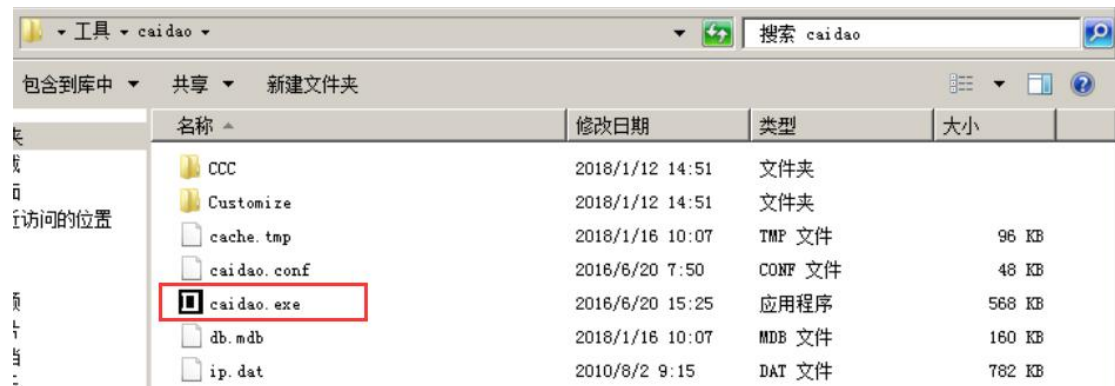 工具 caidao 搜索 caidao
包含到库中 共享 新建文件夹
名称 修改日期 类型 大小
CCC 2018/1/12 14:51 文件夹
Customize 2018/1/12 14:51 文件夹
近访问的位置 cache.tmp 2018/1/16 10:07 TMP 文件 96 KB
caidao.conf 2016/6/20 7:50 CONF 文件 48 KB
caidao.exe 2016/6/20 15:25 应用程序 568 KB
db.mdb 2018/1/16 10:07 MDB 文件 160 KB
ip.dat 2010/8/2 9:15 DAT 文件 782 KB